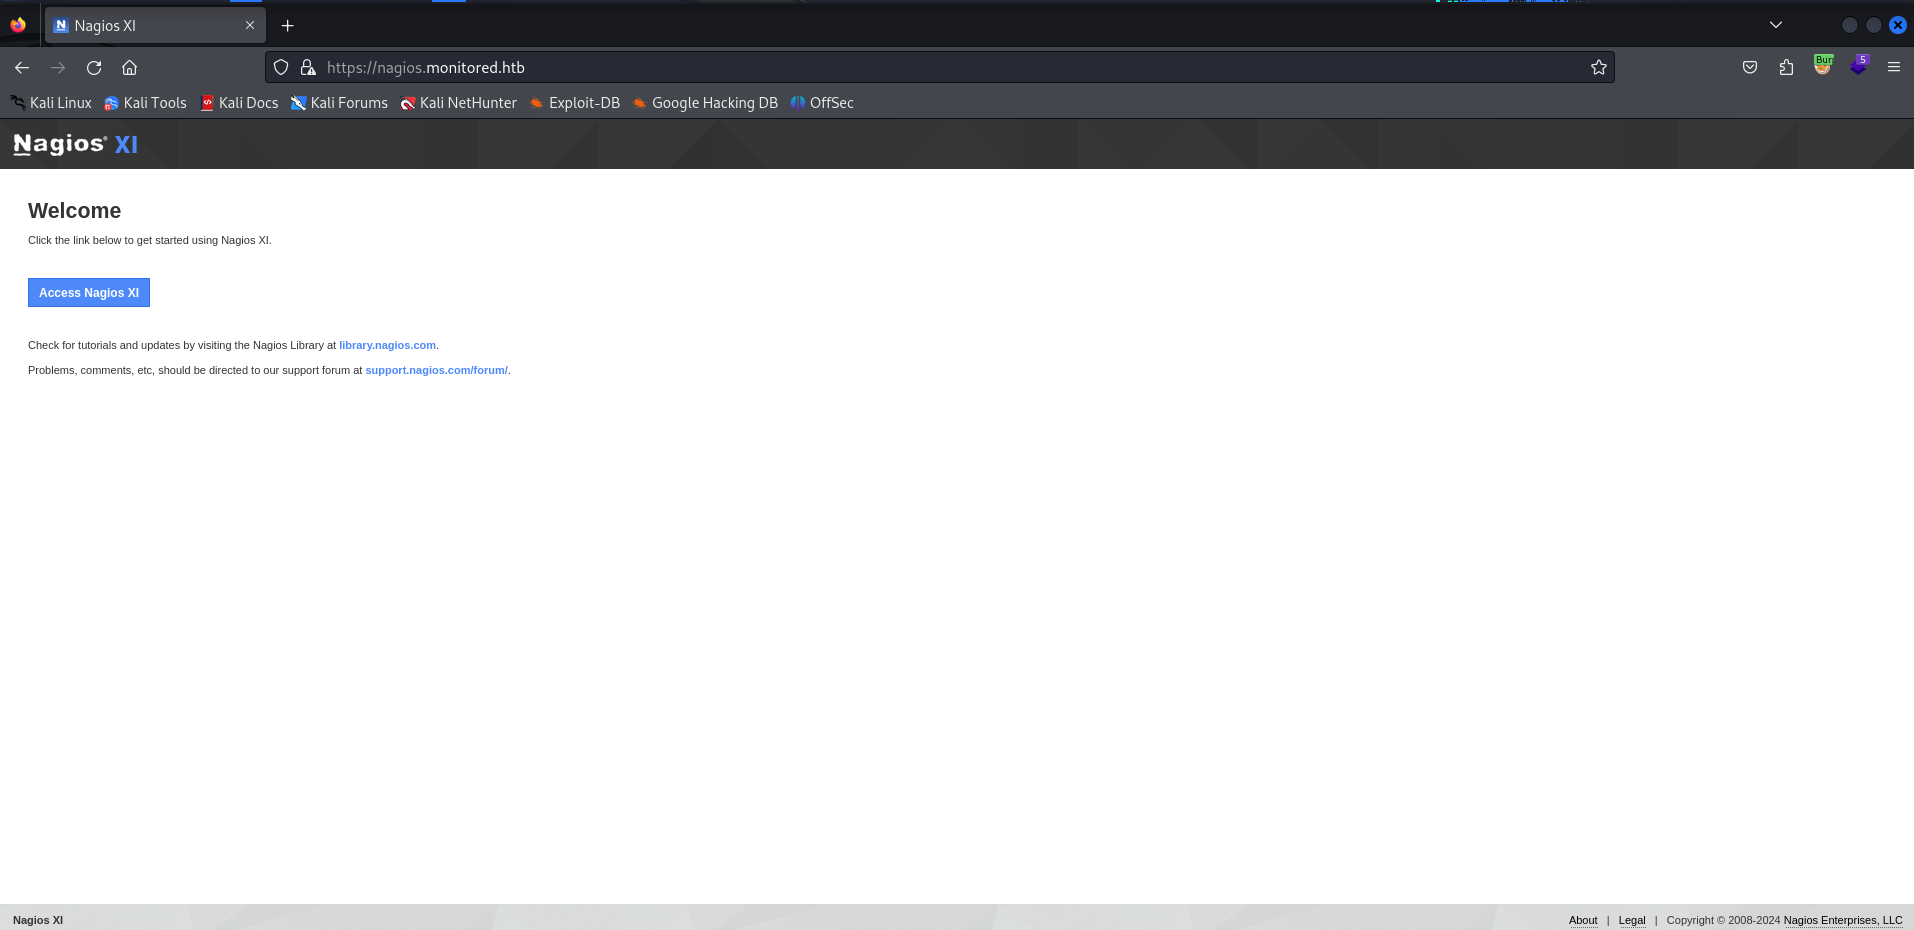 Nagios XI
https://nagios.monitored.htb
Burp
5
Kali Linux Kali Tools Kali Docs Kali Forums Kali NetHunter Exploit-DB Google Hacking DB OffSec
Nagios® XI
Welcome
Click the link below to get started using Nagios XI.
Access Nagios XI
Check for tutorials and updates by visiting the Nagios Library at library.nagios.com.
Problems, comments, etc, should be directed to our support forum at support.nagios.com/forum/.
Nagios XI About | Legal | Copyright © 2008-2024 Nagios Enterprises, LLC